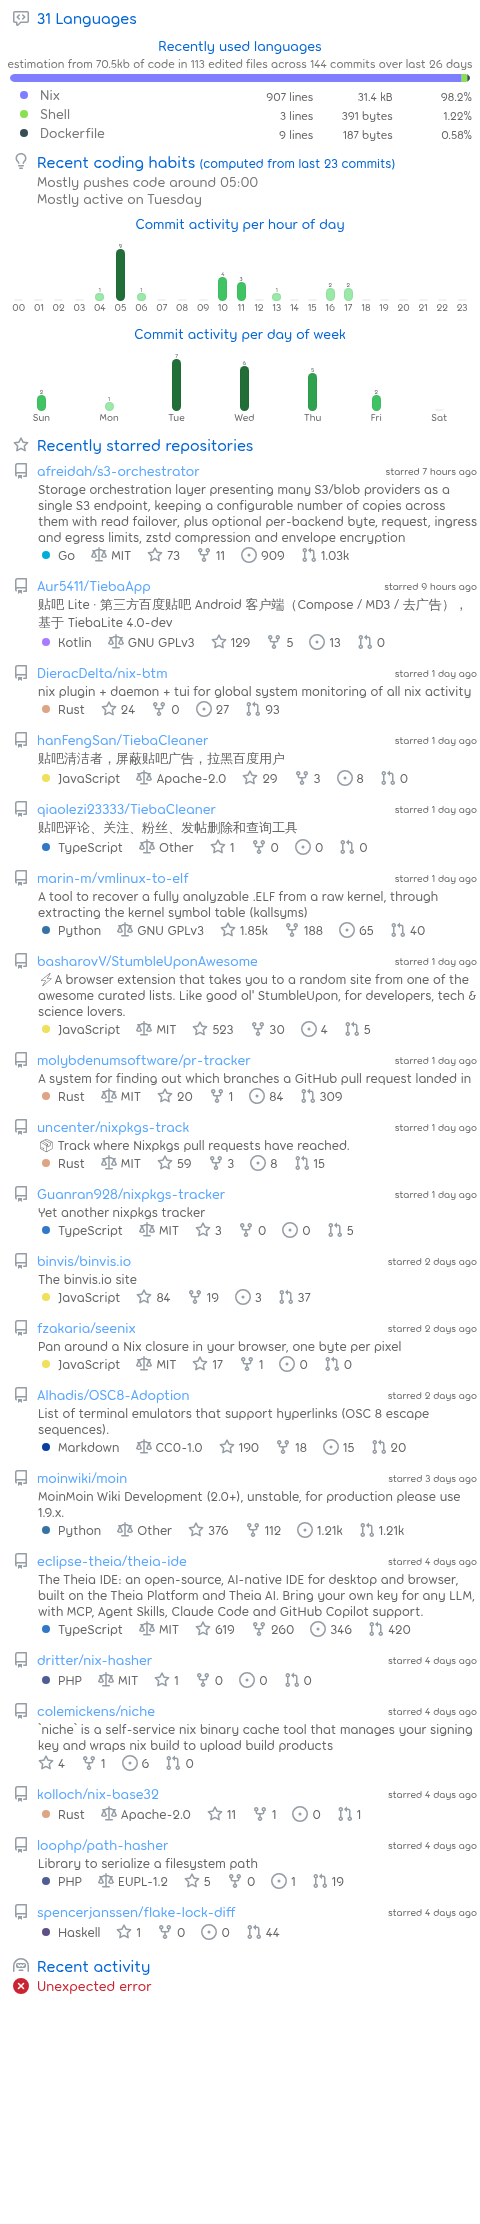 31 Languages
Recently used languages
estimation from 70.5kb of code in 113 edited files across 144 commits over last 26 days
Nix 907 lines 31.4 kB 98.2%
Shell 3 lines 391 bytes 1.22%
Dockerfile 9 lines 187 bytes 0.58%
Recent coding habits (computed from last 23 commits)
Mostly pushes code around 05:00
Mostly active on Tuesday
Commit activity per hour of day
1 9 1 4 3 1 2 2
00 01 02 03 04 05 06 07 08 09 10 11 12 13 14 15 16 17 18 19 20 21 22 23
Commit activity per day of week
2 1 7 6 5 2
Sun Mon Tue Wed Thu Fri Sat
Recently starred repositories
afreidah/s3-orchestrator starred 7 hours ago
Storage orchestration layer presenting many S3/blob providers as a
single S3 endpoint, keeping a configurable number of copies across
them with read failover, plus optional per-backend byte, request, ingress
and egress limits, zstd compression and envelope encryption
Go MIT 73 11 909 1.03k
Aur5411/TiebaApp starred 9 hours ago
贴吧 Lite · 第三方百度贴吧 Android 客户端（Compose / MD3 / 去广告），
基于 TiebaLite 4.0-dev
Kotlin GNU GPLv3 129 5 13 0
DieracDelta/nix-btm starred 1 day ago
nix plugin + daemon + tui for global system monitoring of all nix activity
Rust 24 0 27 93
hanFengSan/TiebaCleaner starred 1 day ago
贴吧清洁者，屏蔽贴吧广告，拉黑百度用户
JavaScript Apache-2.0 29 3 8 0
qiaolezi23333/TiebaCleaner starred 1 day ago
贴吧评论、关注、粉丝、发帖删除和查询工具
TypeScript Other 1 0 0 0
marin-m/vmlinux-to-elf starred 1 day ago
A tool to recover a fully analyzable .ELF from a raw kernel, through
extracting the kernel symbol table (kallsyms)
Python GNU GPLv3 1.85k 188 65 40
basharovV/StumbleUponAwesome starred 1 day ago
⚡A browser extension that takes you to a random site from one of the
awesome curated lists. Like good ol' StumbleUpon, for developers, tech &
science lovers.
JavaScript MIT 523 30 4 5
molybdenumsoftware/pr-tracker starred 1 day ago
A system for finding out which branches a GitHub pull request landed in
Rust MIT 20 1 84 309
uncenter/nixpkgs-track starred 1 day ago
📦 Track where Nixpkgs pull requests have reached.
Rust MIT 59 3 8 15
Guanran928/nixpkgs-tracker starred 1 day ago
Yet another nixpkgs tracker
TypeScript MIT 3 0 0 5
binvis/binvis.io starred 2 days ago
The binvis.io site
JavaScript 84 19 3 37
fzakaria/seenix starred 2 days ago
Pan around a Nix closure in your browser, one byte per pixel
JavaScript MIT 17 1 0 0
Alhadis/OSC8-Adoption starred 2 days ago
List of terminal emulators that support hyperlinks (OSC 8 escape
sequences).
Markdown CC0-1.0 190 18 15 20
moinwiki/moin starred 3 days ago
MoinMoin Wiki Development (2.0+), unstable, for production please use
1.9.x.
Python Other 376 112 1.21k 1.21k
eclipse-theia/theia-ide starred 4 days ago
The Theia IDE: an open-source, AI-native IDE for desktop and browser,
built on the Theia Platform and Theia AI. Bring your own key for any LLM,
with MCP, Agent Skills, Claude Code and GitHub Copilot support.
TypeScript MIT 619 260 346 420
dritter/nix-hasher starred 4 days ago
PHP MIT 1 0 0 0
colemickens/niche starred 4 days ago
`niche` is a self-service nix binary cache tool that manages your signing
key and wraps nix build to upload build products
4 1 6 0
kolloch/nix-base32 starred 4 days ago
Rust Apache-2.0 11 1 0 1
loophp/path-hasher starred 4 days ago
Library to serialize a filesystem path
PHP EUPL-1.2 5 0 1 19
spencerjanssen/flake-lock-diff starred 4 days ago
Haskell 1 0 0 44
Recent activity
Unexpected error